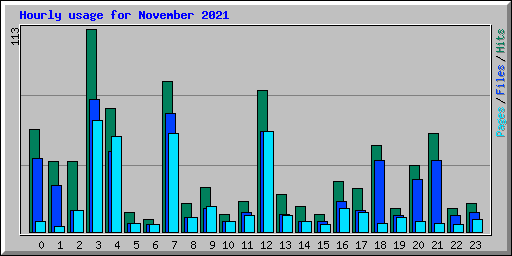 Hourly usage for November 2021
113
Pages/Files/Hits
0 1 2 3 4 5 6 7 8 9 10 11 12 13 14 15 16 17 18 19 20 21 22 23